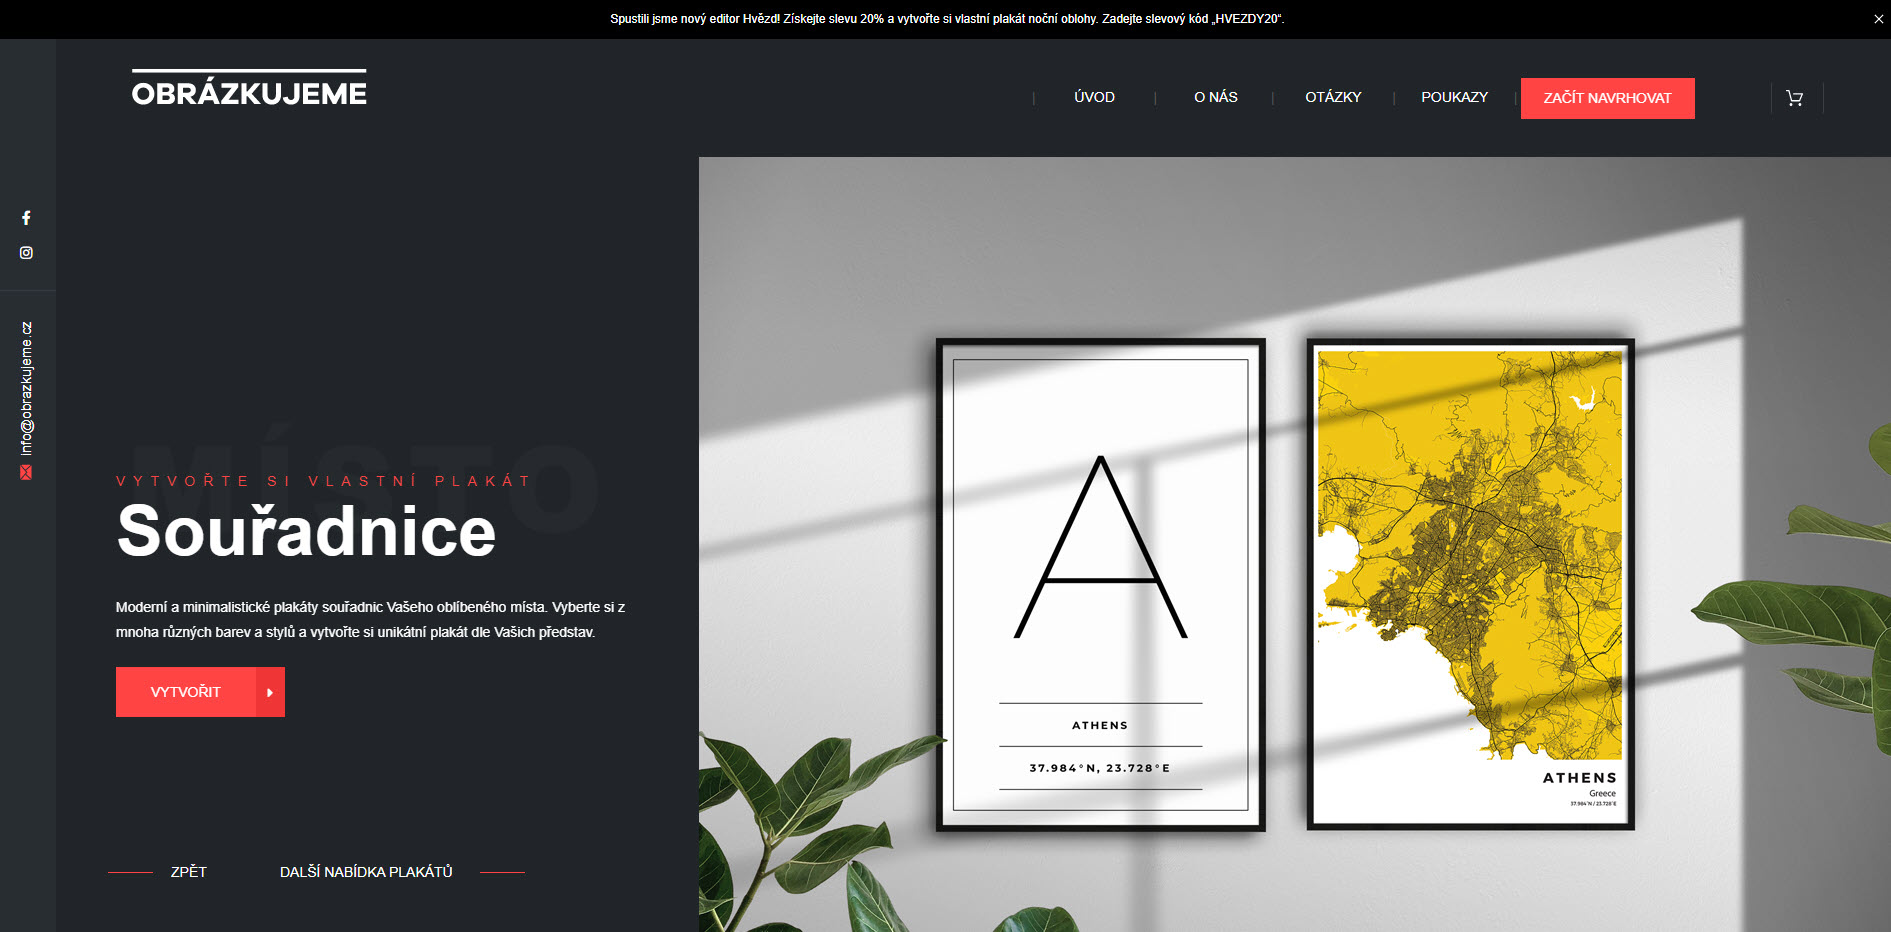 Spustili jsme nový editor Hvězd! Získejte slevu 20% a vytvořte si vlastní plakát noční oblohy. Zadejte slevový kód „HVEZDY20“.
OBRÁZKUJEME
ÚVOD
O NÁS
OTÁZKY
POUKAZY
ZAČÍT NAVRHOVAT
info@obrazkujeme.cz
MÍSTO
VYTVOŘTE SI VLASTNÍ PLAKÁT
Souřadnice
Moderní a minimalistické plakáty souřadnic Vašeho oblíbeného místa. Vyberte si z
mnoha různých barev a stylů a vytvořte si unikátní plakát dle Vašich představ.
VYTVOŘIT
ZPĚT
DALŠÍ NABÍDKA PLAKÁTŮ
A
ATHENS
37.984°N, 23.728°E
ATHENS
Greece
37.984°N / 23.728°E